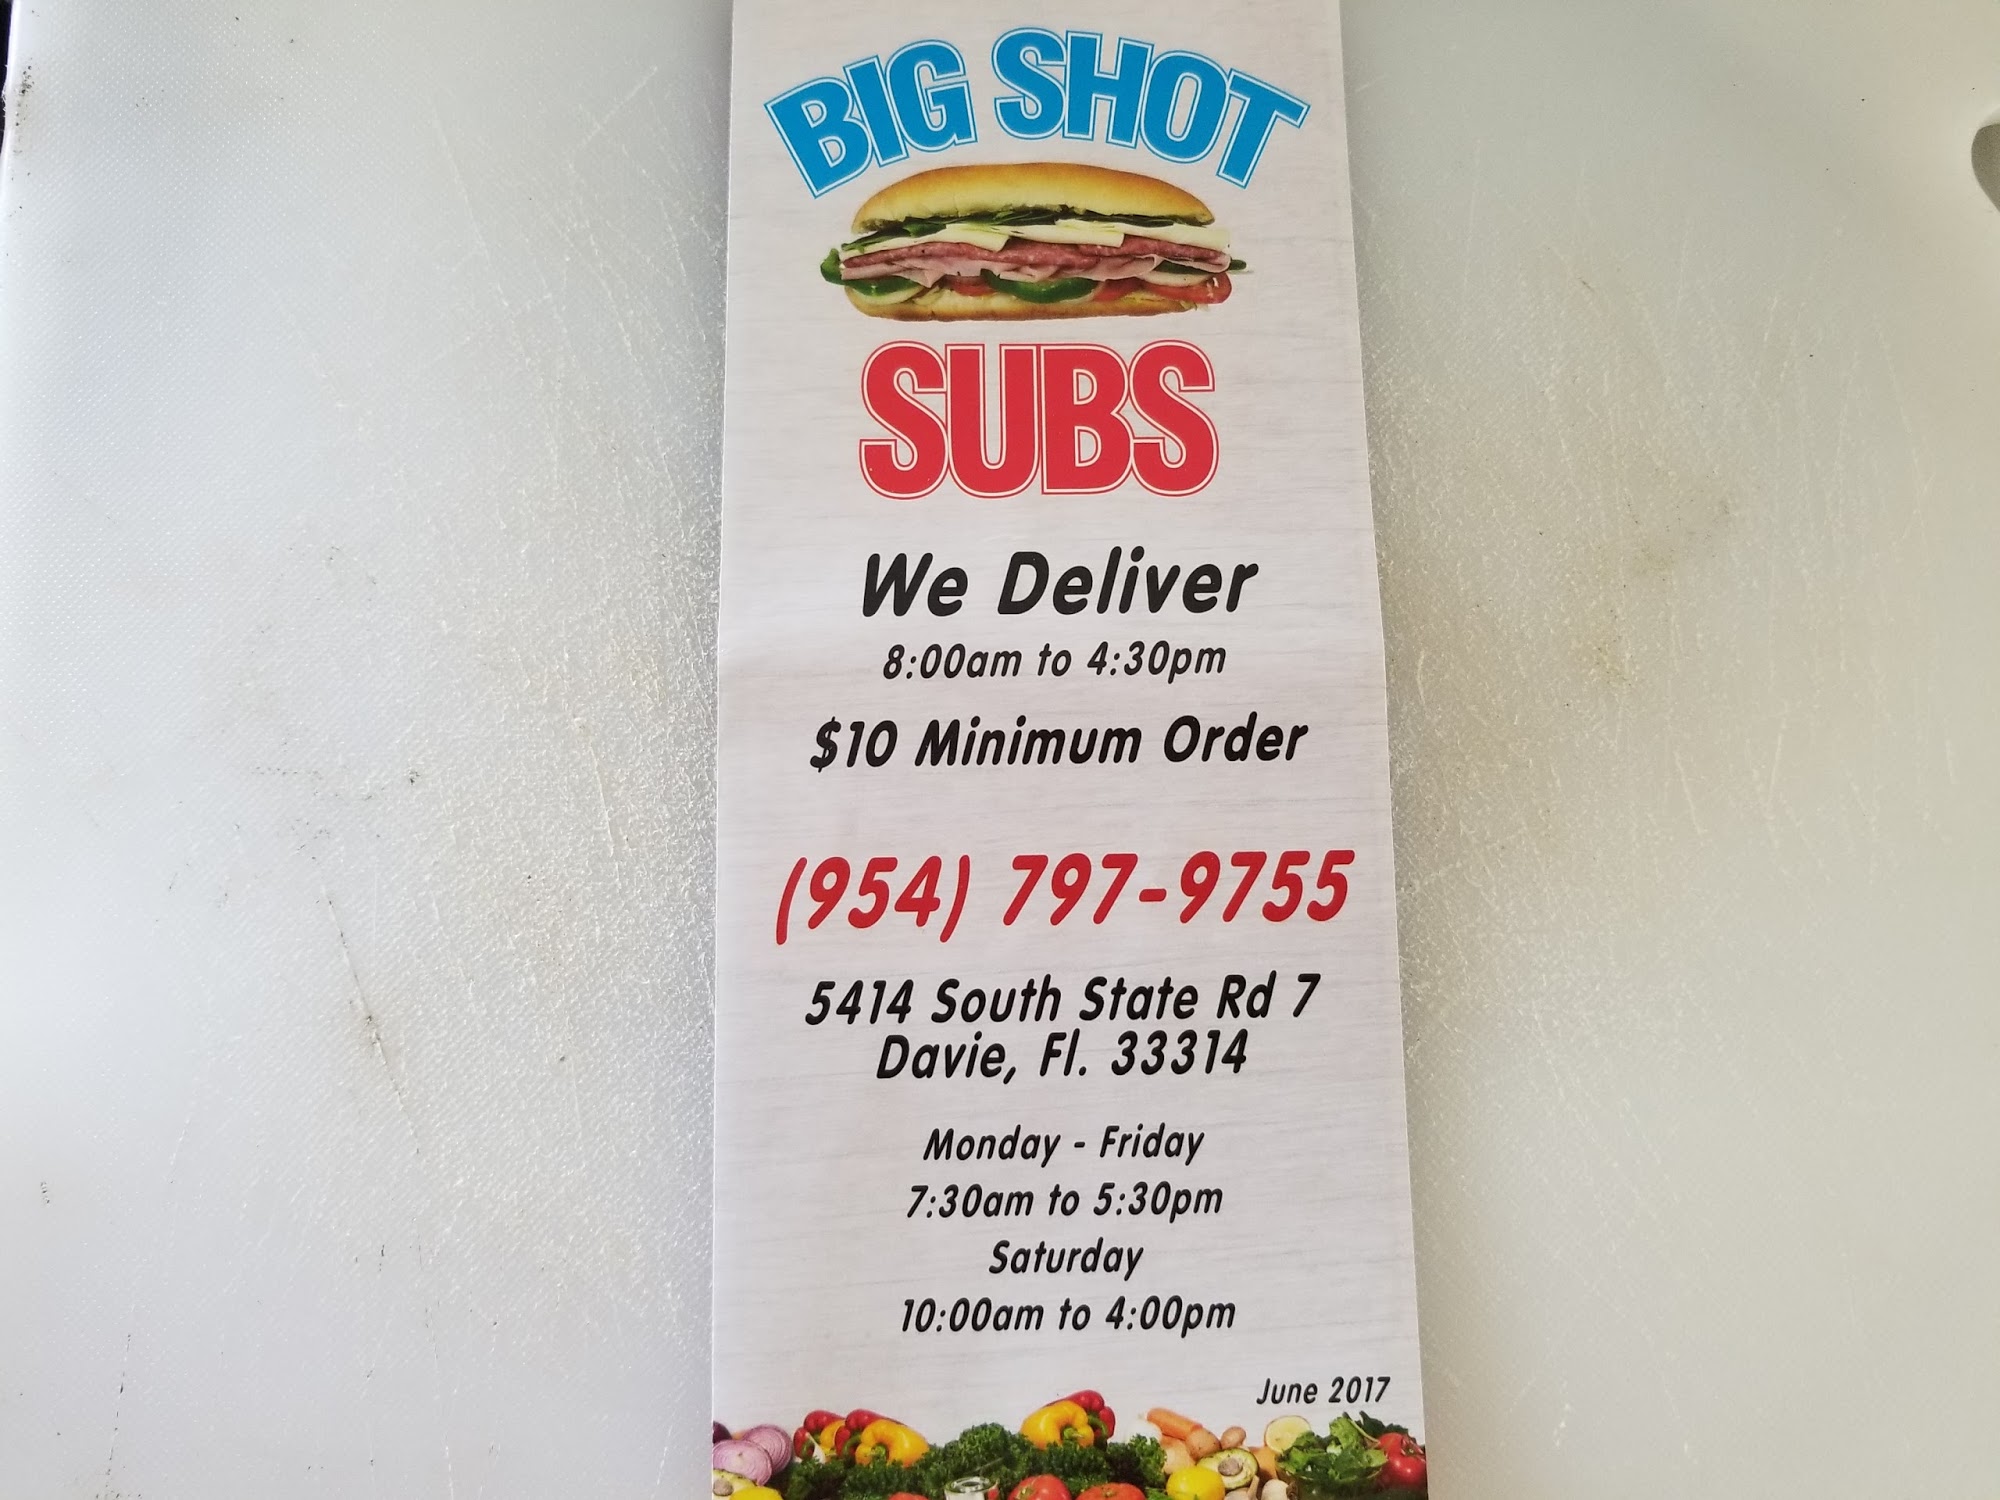 BIG SHOT
SUBS
We Deliver
8:00am to 4:30pm
$10 Minimum Order
(954) 797-9755
5414 South State Rd 7
Davie, Fl. 33314
Monday - Friday
7:30am to 5:30pm
Saturday
10:00am to 4:00pm
June 2017